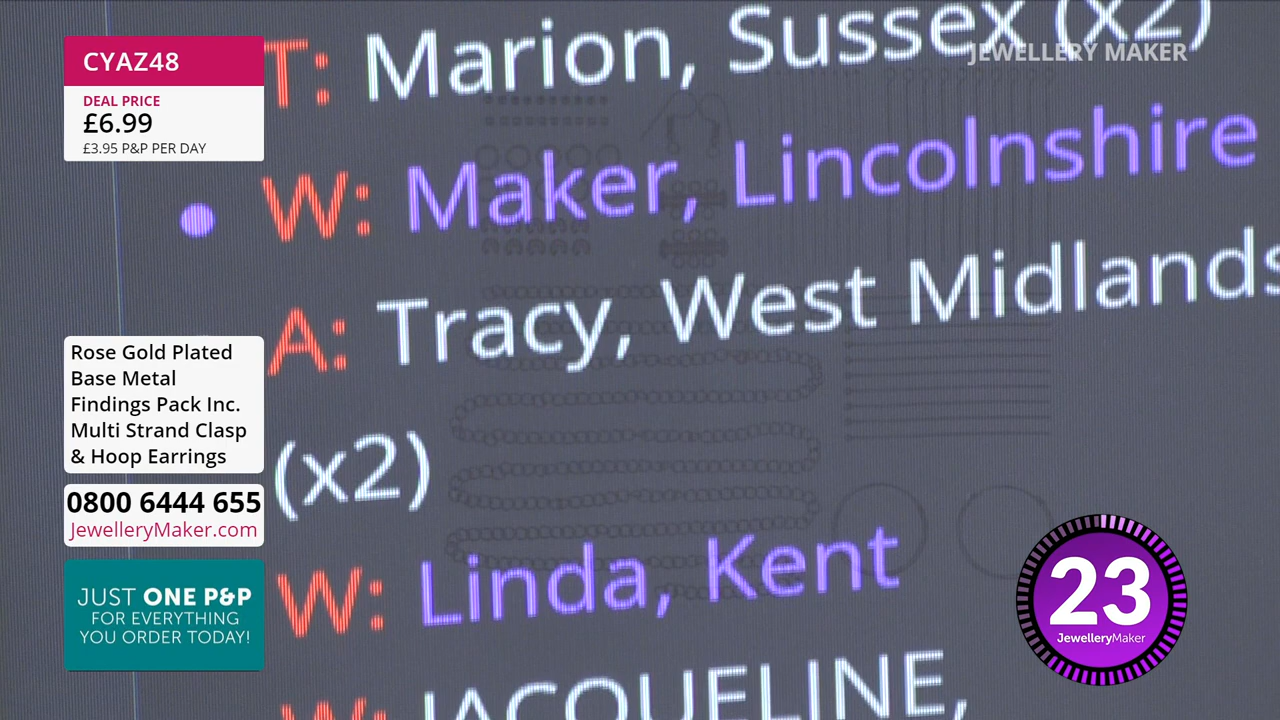 CYAZ48
DEAL PRICE
£6.99
£3.95 P&P PER DAY
Rose Gold Plated
Base Metal
Findings Pack Inc.
Multi Strand Clasp
& Hoop Earrings
0800 6444 655
JewelleryMaker.com
JUST ONE P&P
FOR EVERYTHING
YOU ORDER TODAY!
T: Marion, Sussex (x2)
JEWELLERY MAKER
W: Maker, Lincolnshire
A: Tracy, West Midlands
(x2)
W: Linda, Kent
W: JACQUELINE,
23
JewelleryMaker